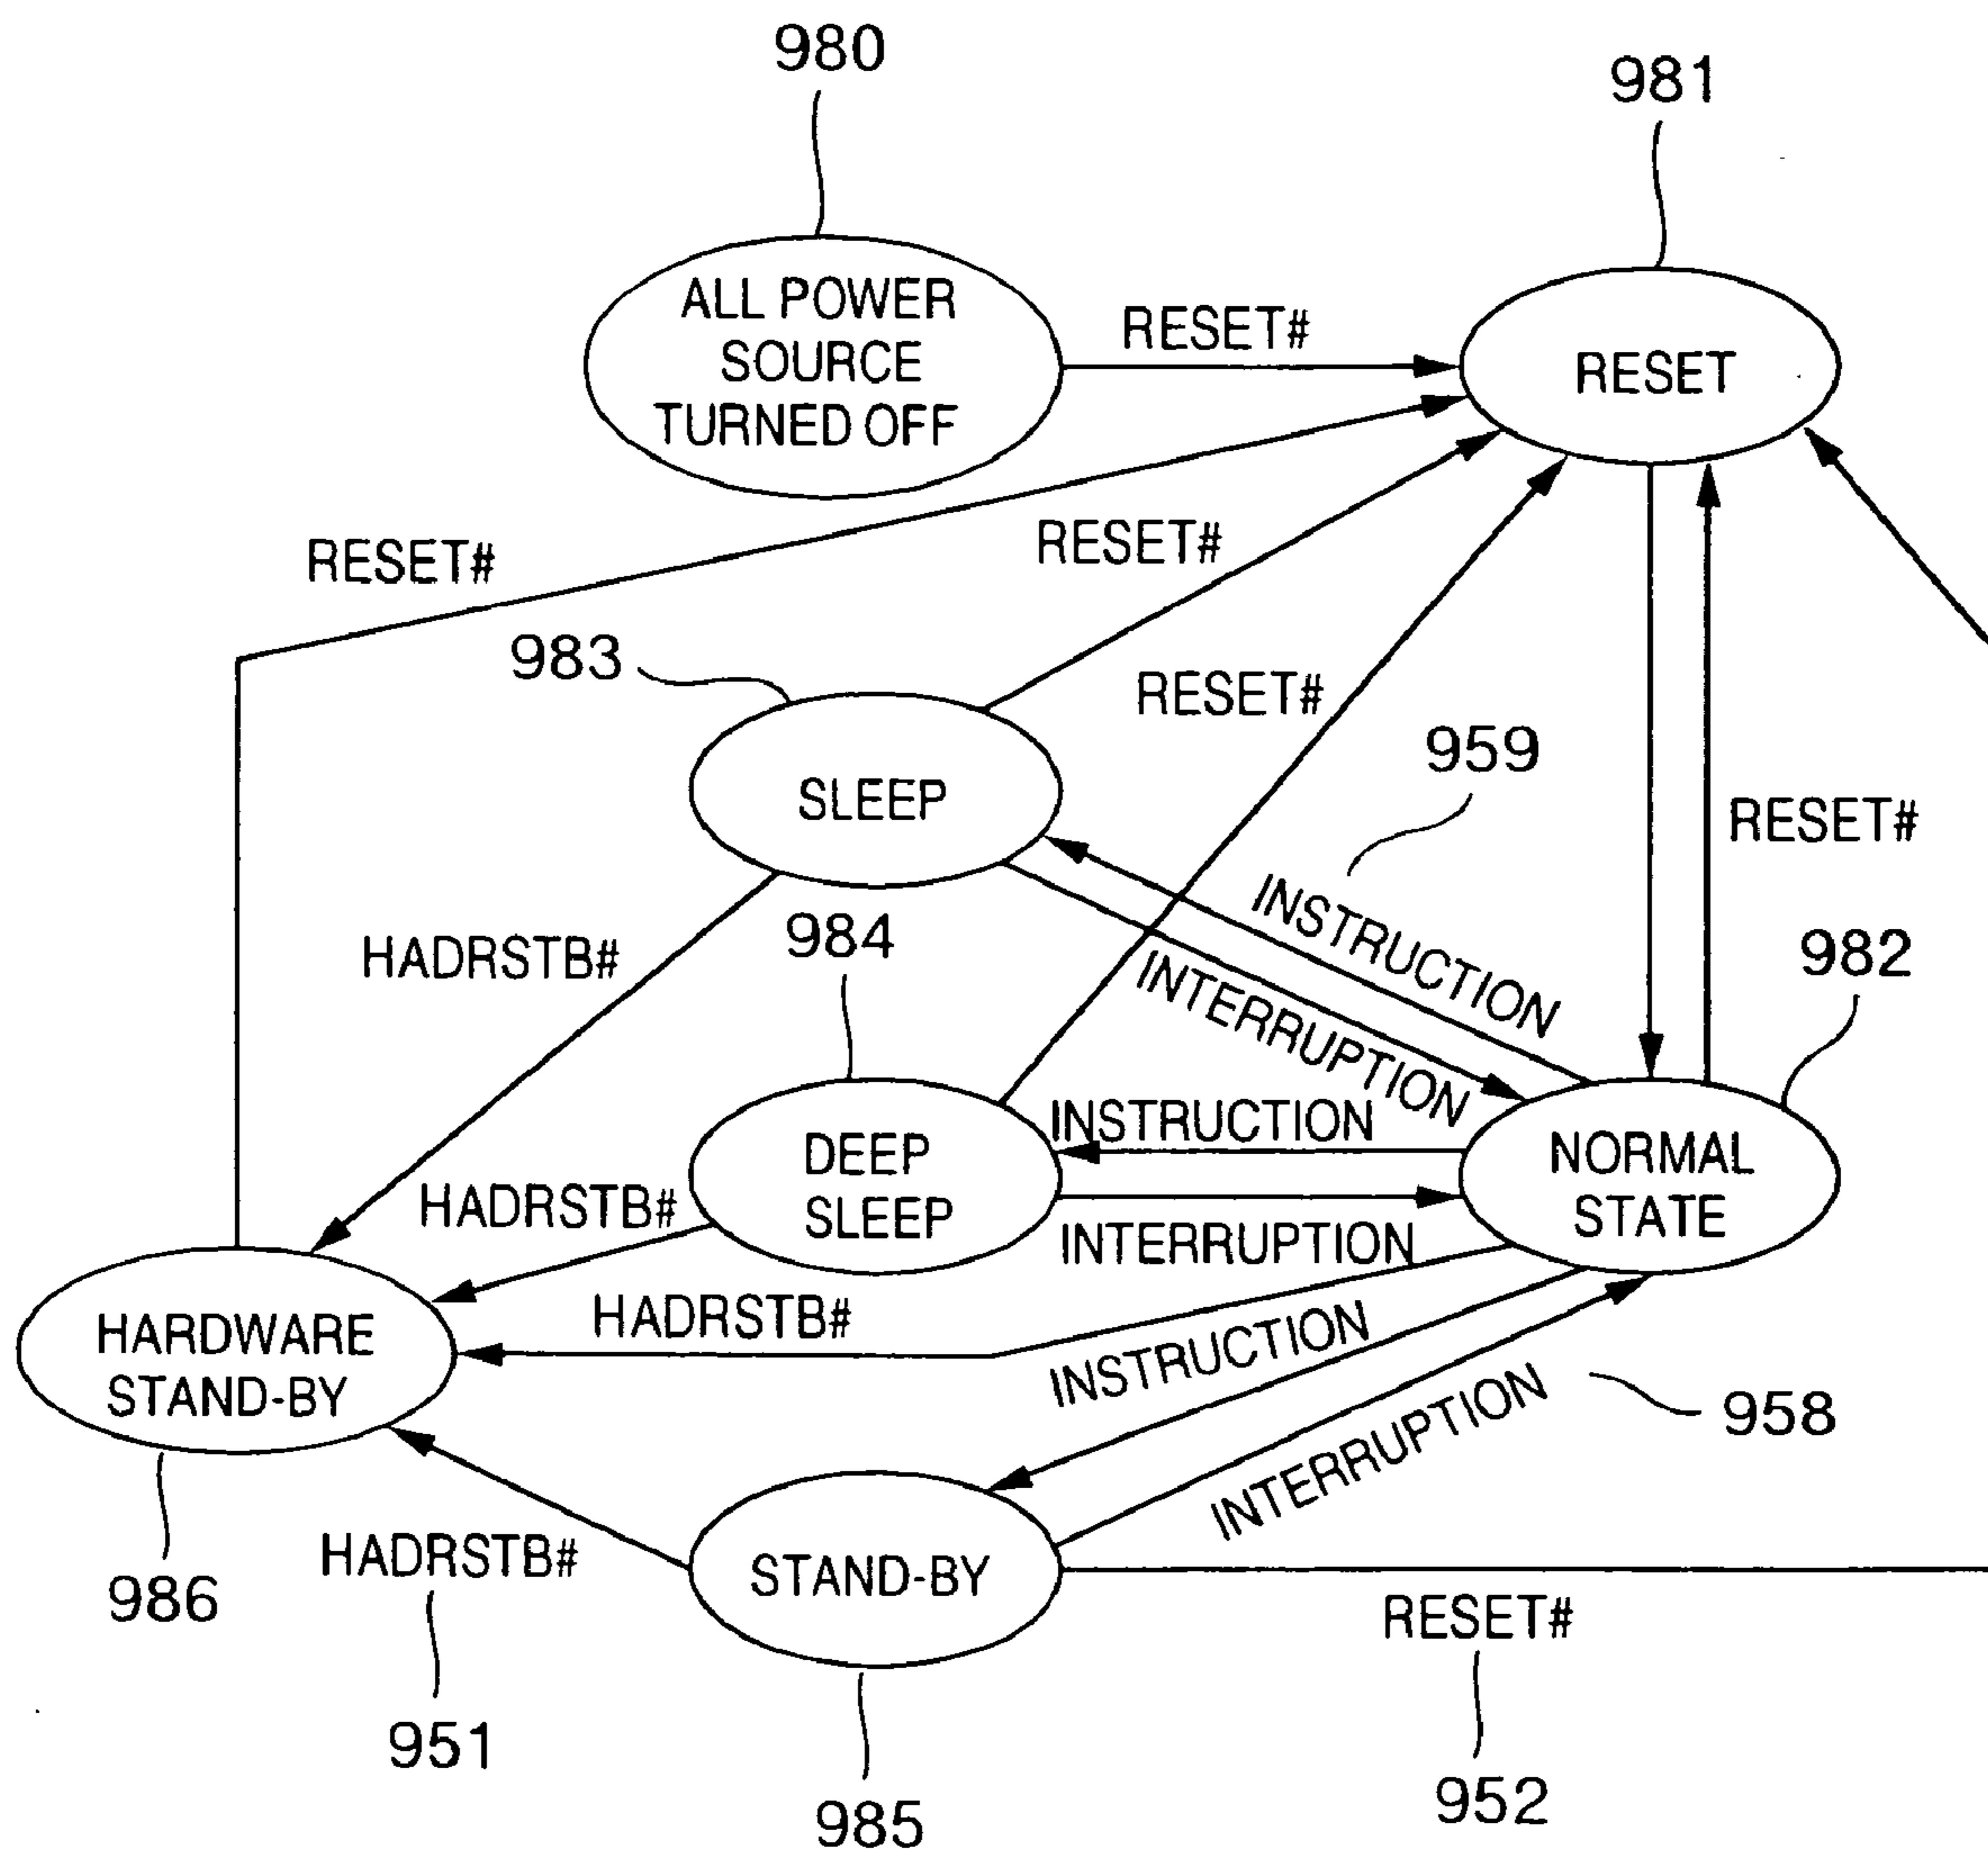 980
981
ALL POWER
SOURCE
TURNED OFF
RESET#
RESET
RESET#
RESET#
983
RESET#
959
SLEEP
RESET#
INSTRUCTION
984
HADRSTB#
982
INTERRUPTION
INSTRUCTION
DEEP
SLEEP
NORMAL
STATE
HADRSTB#
INTERRUPTION
HADRSTB#
HARDWARE
STAND-BY
INSTRUCTION
INTERRUPTION
958
HADRSTB#
STAND-BY
986
RESET#
951
985
952